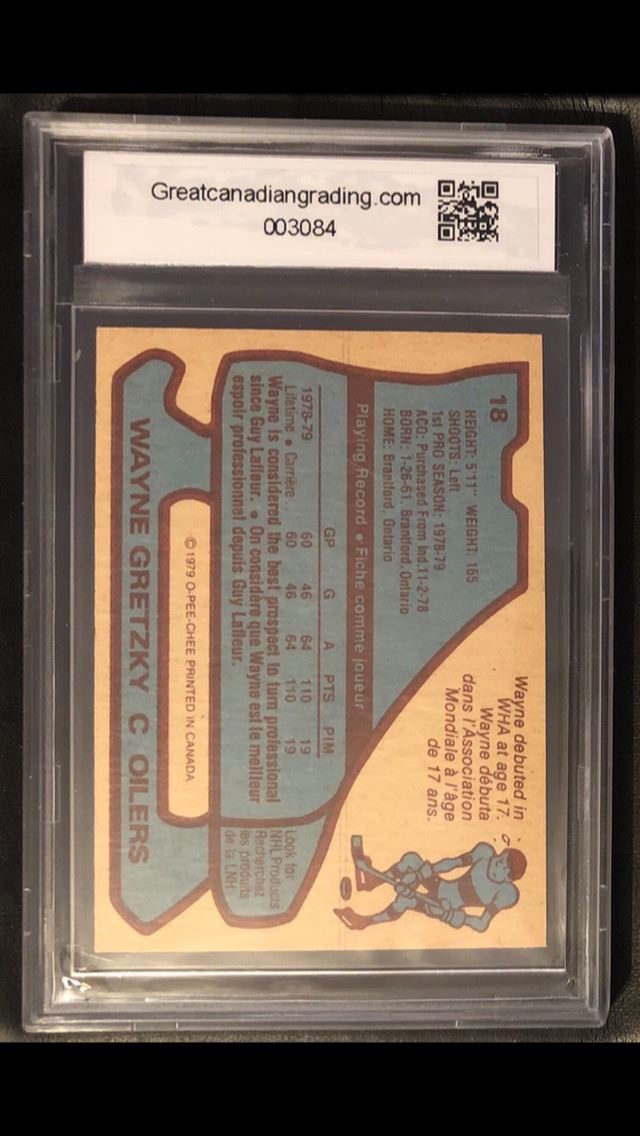 Greatcanadiangrading.com
003084
18
HEIGHT: 5'11" WEIGHT: 165
SHOOTS: Left
1st PRO SEASON: 1978-79
ACQ: Purchased From Ind.11-2-78
BORN: 1-26-61, Brantford, Ontario
HOME: Brantford, Ontario
Wayne debuted in
WHA at age 17.
Wayne débuta
dans l'Association
Mondiale à l'âge
de 17 ans.
Playing Record • Fiche comme joueur
GP G A PTS PIM
1978-79 60 46 64 110 19
Lifetime • Carrière .. 60 46 64 110 19
Wayne is considered the best prospect to turn professional
since Guy Lafleur. • On considère que Wayne est le meilleur
espoir professionnel depuis Guy Lafleur.
Look for
NHL Products
Recherchez
les produits
de la LNH
©1979 O-PEE-CHEE PRINTED IN CANADA
WAYNE GRETZKY C OILERS